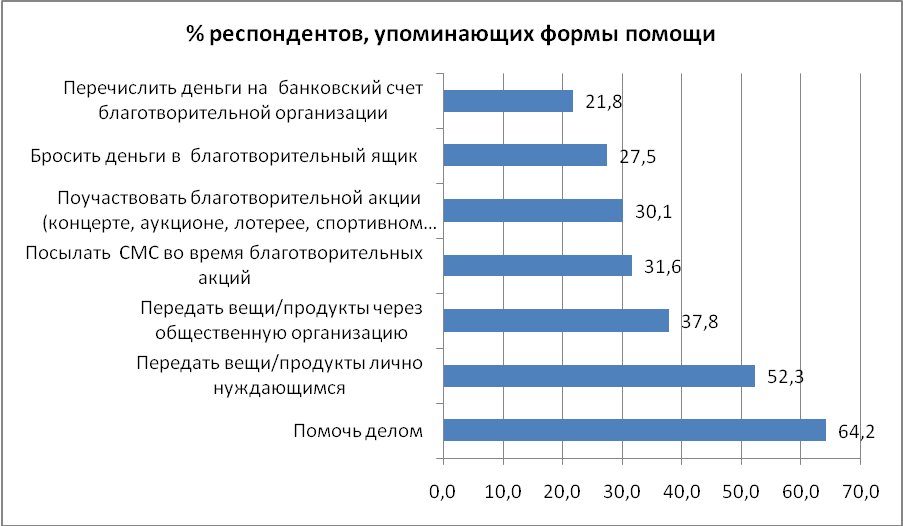 % респондентов, упоминающих формы помощи
Перечислить деньги на банковский счет
благотворительной организации
21,8
Бросить деньги в благотворительный ящик
27,5
Поучаствовать благотворительной акции
(концерте, аукционе, лотерее, спортивном...
30,1
Посылать СМС во время благотворительных
акций
31,6
Передать вещи/продукты через
общественную организацию
37,8
Передать вещи/продукты лично
нуждающимся
52,3
Помочь делом
64,2
0,0 10,0 20,0 30,0 40,0 50,0 60,0 70,0